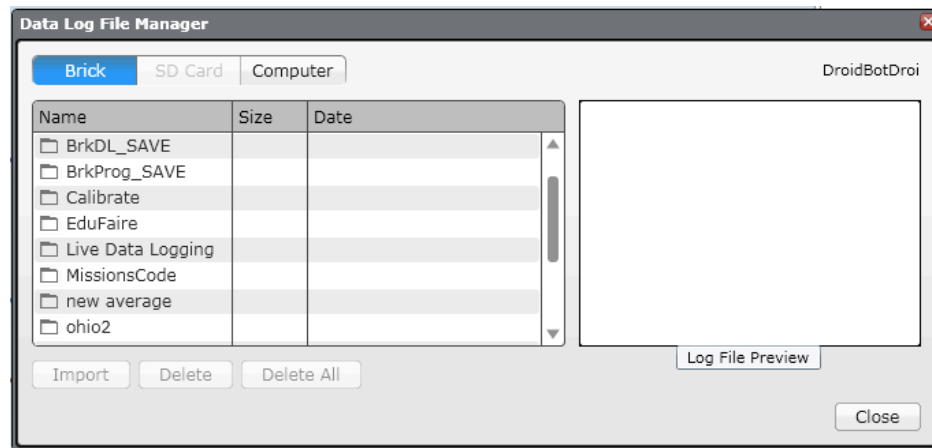 Data Log File Manager
Brick SD Card Computer DroidBotDroi
Name Size Date
BrkDL_SAVE
BrkProg_SAVE
Calibrate
EduFaire
Live Data Logging
MissionsCode
new average
ohio2
Log File Preview
Import Delete Delete All
Close